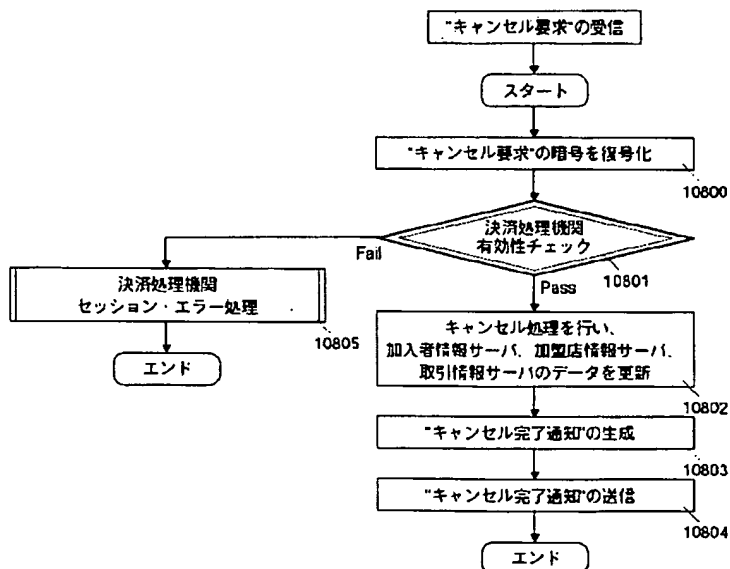 "キャンセル要求"の受信
スタート
"キャンセル要求"の暗号を復号化
10800
決済処理機関
有効性チェック
10801
Fail
Pass
決済処理機関
セッション・エラー処理
10805
エンド
キャンセル処理を行い、
加入者情報サーバ、加盟店情報サーバ、
取引情報サーバのデータを更新
10802
"キャンセル完了通知"の生成
10803
"キャンセル完了通知"の送信
10804
エンド